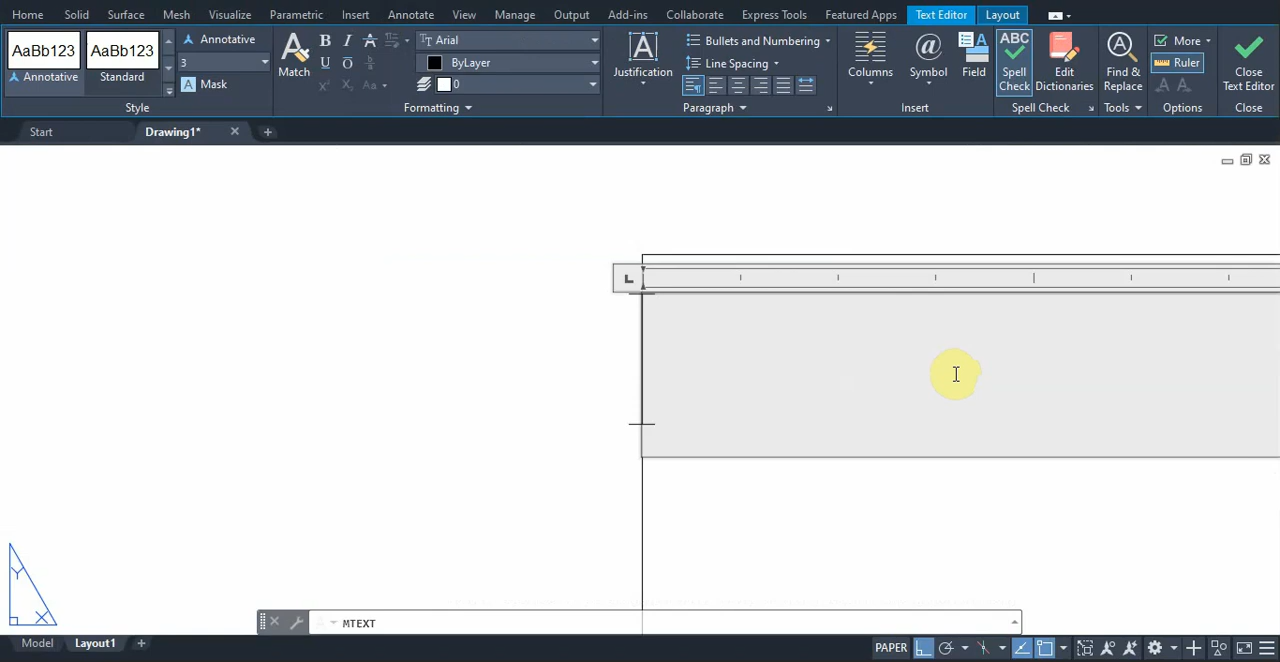 Home Solid Surface Mesh Visualize Parametric Insert Annotate View Manage Output Add-ins Collaborate Express Tools Featured Apps Text Editor Layout
AaBb123 AaBb123 Annotative B I U O Arial Bullets and Numbering ABC More
Annotative Standard 3 Mask Match ByLayer 0 Justification Line Spacing Columns Symbol Field Spell Check Edit Dictionaries Find & Replace Ruler Close Text Editor
Style Formatting Paragraph Insert Spell Check Tools Options Close
Start Drawing1*
Y
X
MTEXT
Model Layout1 PAPER